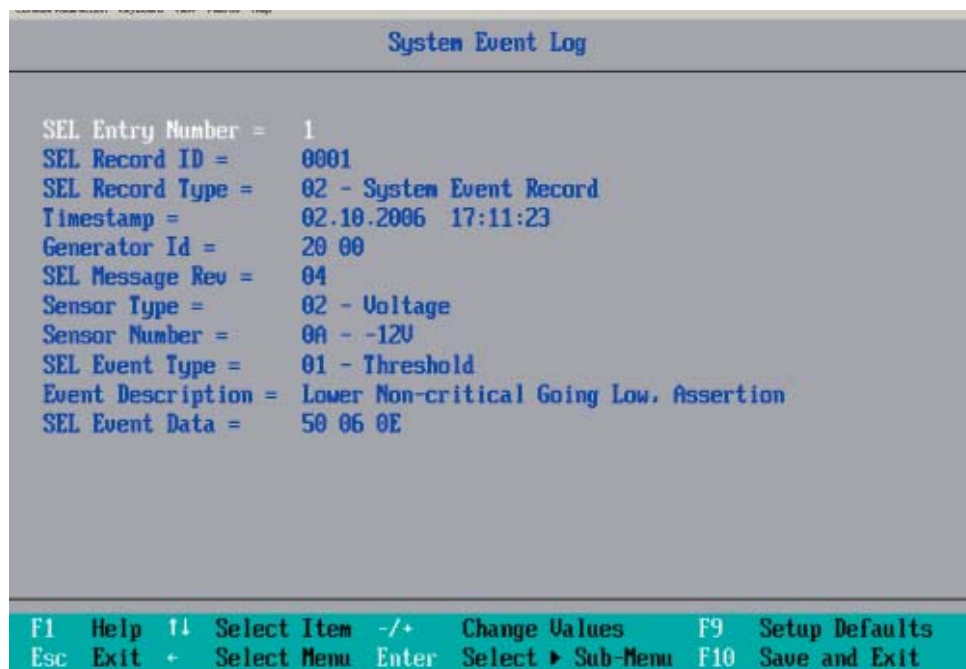 System Event Log
SEL Entry Number = 1
SEL Record ID = 0001
SEL Record Type = 02 - System Event Record
Timestamp = 02.10.2006 17:11:23
Generator Id = 20 00
SEL Message Rev = 04
Sensor Type = 02 - Voltage
Sensor Number = 0A - -12V
SEL Event Type = 01 - Threshold
Event Description = Lower Non-critical Going Low, Assertion
SEL Event Data = 50 06 0E
F1 Help ↑↓ Select Item -/+ Change Values F9 Setup Defaults
Esc Exit ← Select Menu Enter Select ▶ Sub-Menu F10 Save and Exit